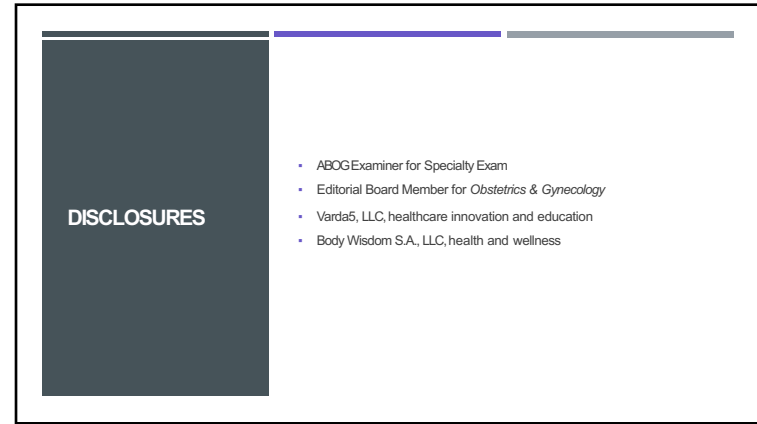 DISCLOSURES
▪ ABOG Examiner for Specialty Exam
▪ Editorial Board Member for Obstetrics & Gynecology
▪ Varda5, LLC, healthcare innovation and education
▪ Body Wisdom S.A., LLC, health and wellness